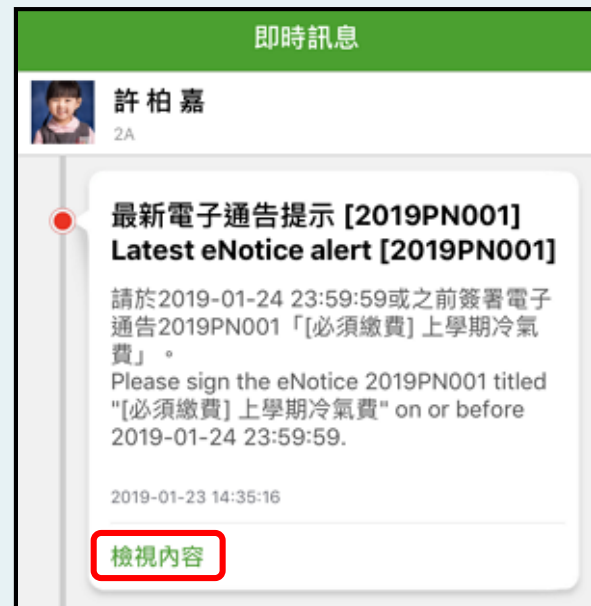 即時訊息
許 柏 嘉
2A
最新電子通告提示 [2019PN001]
Latest eNotice alert [2019PN001]
請於2019-01-24 23:59:59或之前簽署電子
通告2019PN001「[必須繳費] 上學期冷氣
費」。
Please sign the eNotice 2019PN001 titled
"[必須繳費] 上學期冷氣費" on or before
2019-01-24 23:59:59.
2019-01-23 14:35:16
檢視內容